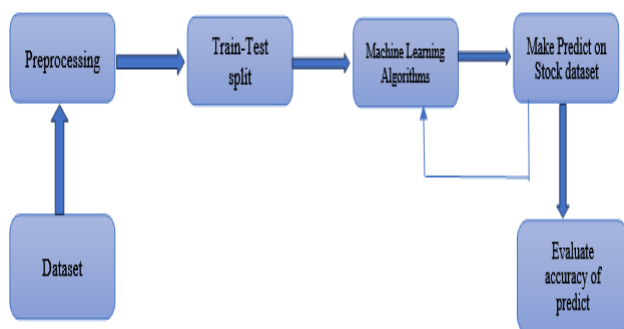 Preprocessing
Train-Test
split
Machine Learning
Algorithms
Make Predict on
Stock dataset
Dataset
Evaluate
accuracy of
predict